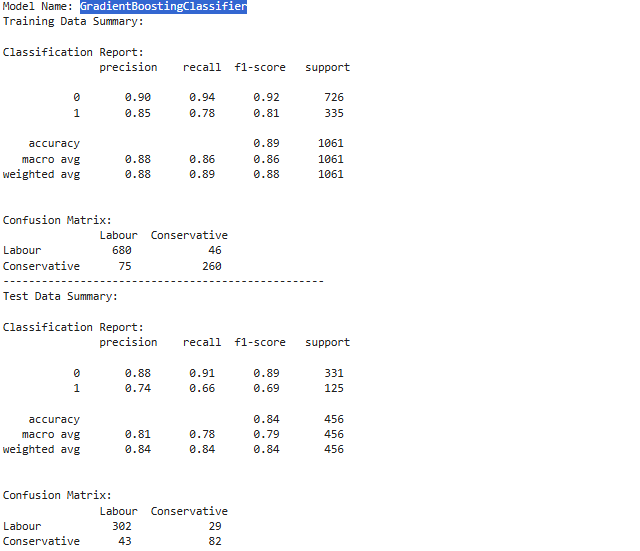 Model Name: GradientBoostingClassifier
Training Data Summary:
Classification Report:
precision recall f1-score support
0 0.90 0.94 0.92 726
1 0.85 0.78 0.81 335
accuracy 0.89 1061
macro avg 0.88 0.86 0.86 1061
weighted avg 0.88 0.89 0.88 1061
Confusion Matrix:
Labour Conservative
Labour 680 46
Conservative 75 260
--------------------------------------------------
Test Data Summary:
Classification Report:
precision recall f1-score support
0 0.88 0.91 0.89 331
1 0.74 0.66 0.69 125
accuracy 0.84 456
macro avg 0.81 0.78 0.79 456
weighted avg 0.84 0.84 0.84 456
Confusion Matrix:
Labour Conservative
Labour 302 29
Conservative 43 82